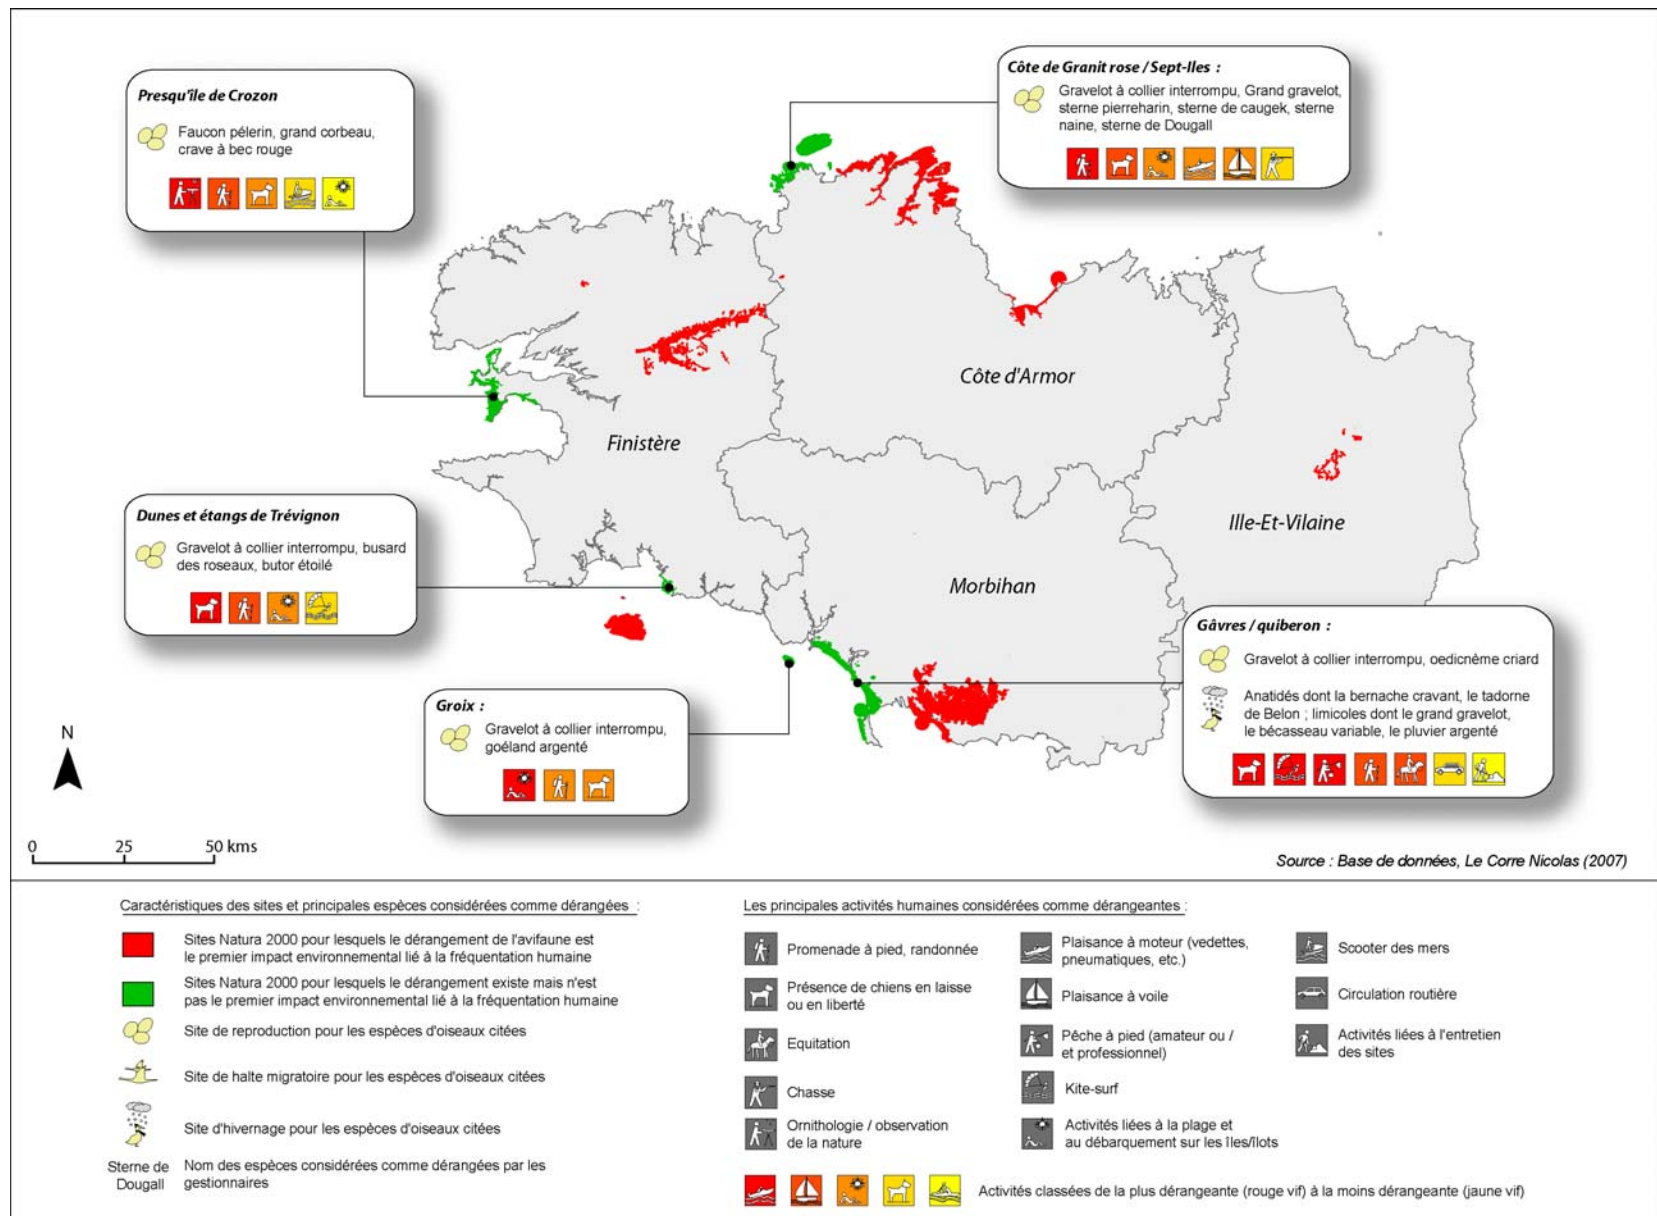 Presqu'île de Crozon
Faucon pélerin, grand corbeau,
crave à bec rouge
Côte de Granit rose / Sept-Iles :
Gravelot à collier interrompu, Grand gravelot,
sterne pierreharin, sterne de caugek, sterne
naine, sterne de Dougall
Côte d'Armor
Finistère
Ille-Et-Vilaine
Morbihan
Dunes et étangs de Trévignon
Gravelot à collier interrompu, busard
des roseaux, butor étoilé
Groix :
Gravelot à collier interrompu,
goéland argenté
Gâvres / quiberon :
Gravelot à collier interrompu, oedicnème criard
Anatidés dont la bernache cravant, le tadorne
de Belon ; limicoles dont le grand gravelot,
le bécasseau variable, le pluvier argenté
N
0 25 50 kms
Source : Base de données, Le Corre Nicolas (2007)
Caractéristiques des sites et principales espèces considérées comme dérangées :
Sites Natura 2000 pour lesquels le dérangement de l'avifaune est
le premier impact environnemental lié à la fréquentation humaine
Sites Natura 2000 pour lesquels le dérangement existe mais n'est
pas le premier impact environnemental lié à la fréquentation humaine
Site de reproduction pour les espèces d'oiseaux citées
Site de halte migratoire pour les espèces d'oiseaux citées
Site d'hivernage pour les espèces d'oiseaux citées
Sterne de
Dougall
Nom des espèces considérées comme dérangées par les
gestionnaires
Les principales activités humaines considérées comme dérangeantes :
Promenade à pied, randonnée
Présence de chiens en laisse
ou en liberté
Equitation
Chasse
Ornithologie / observation
de la nature
Plaisance à moteur (vedettes,
pneumatiques, etc.)
Plaisance à voile
Pêche à pied (amateur ou /
et professionnel)
Kite-surf
Activités liées à la plage et
au débarquement sur les îles/îlots
Scooter des mers
Circulation routière
Activités liées à l'entretien
des sites
Activités classées de la plus dérangeante (rouge vif) à la moins dérangeante (jaune vif)